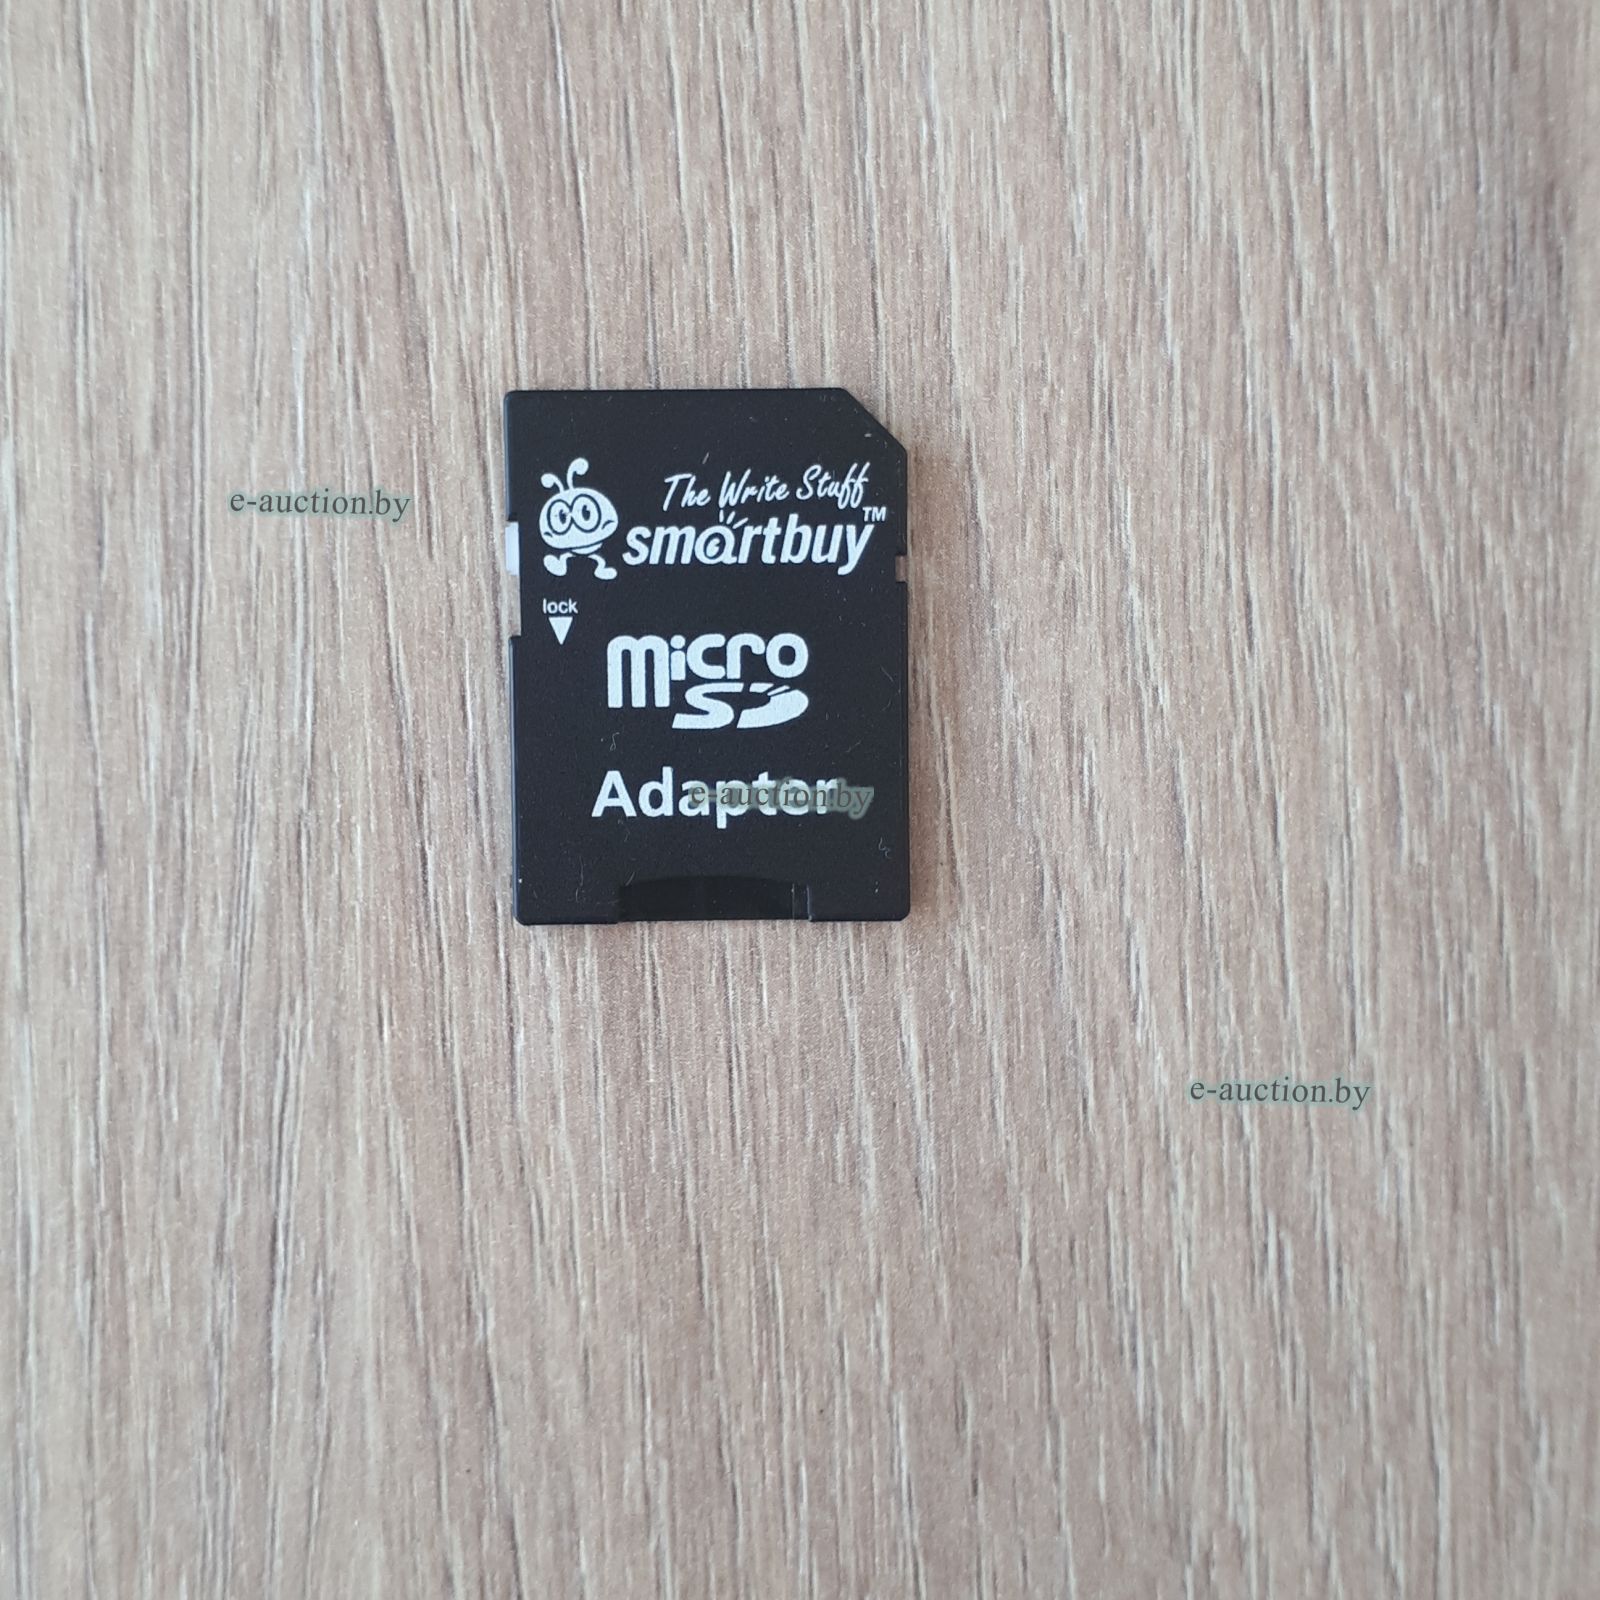 The Write Stuff
smartbuy™
e-auction.by
lock
micro
SD
Adapter
e-auction.by
e-auction.by